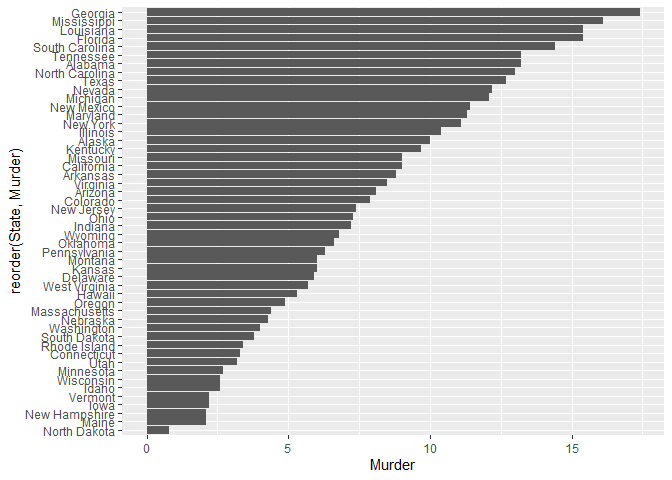 Georgia
Mississippi
Louisiana
Florida
South Carolina
Tennessee
Alabama
North Carolina
Texas
Nevada
Michigan
New Mexico
Maryland
New York
Illinois
Alaska
Kentucky
Missouri
California
Arkansas
Virginia
Arizona
Colorado
New Jersey
Ohio
Indiana
Wyoming
Oklahoma
Pennsylvania
Montana
Kansas
Delaware
West Virginia
Hawaii
Oregon
Massachusetts
Nebraska
Washington
South Dakota
Rhode Island
Connecticut
Utah
Minnesota
Wisconsin
Idaho
Vermont
Iowa
New Hampshire
Maine
North Dakota
reorder(State, Murder)
0 5 10 15
Murder